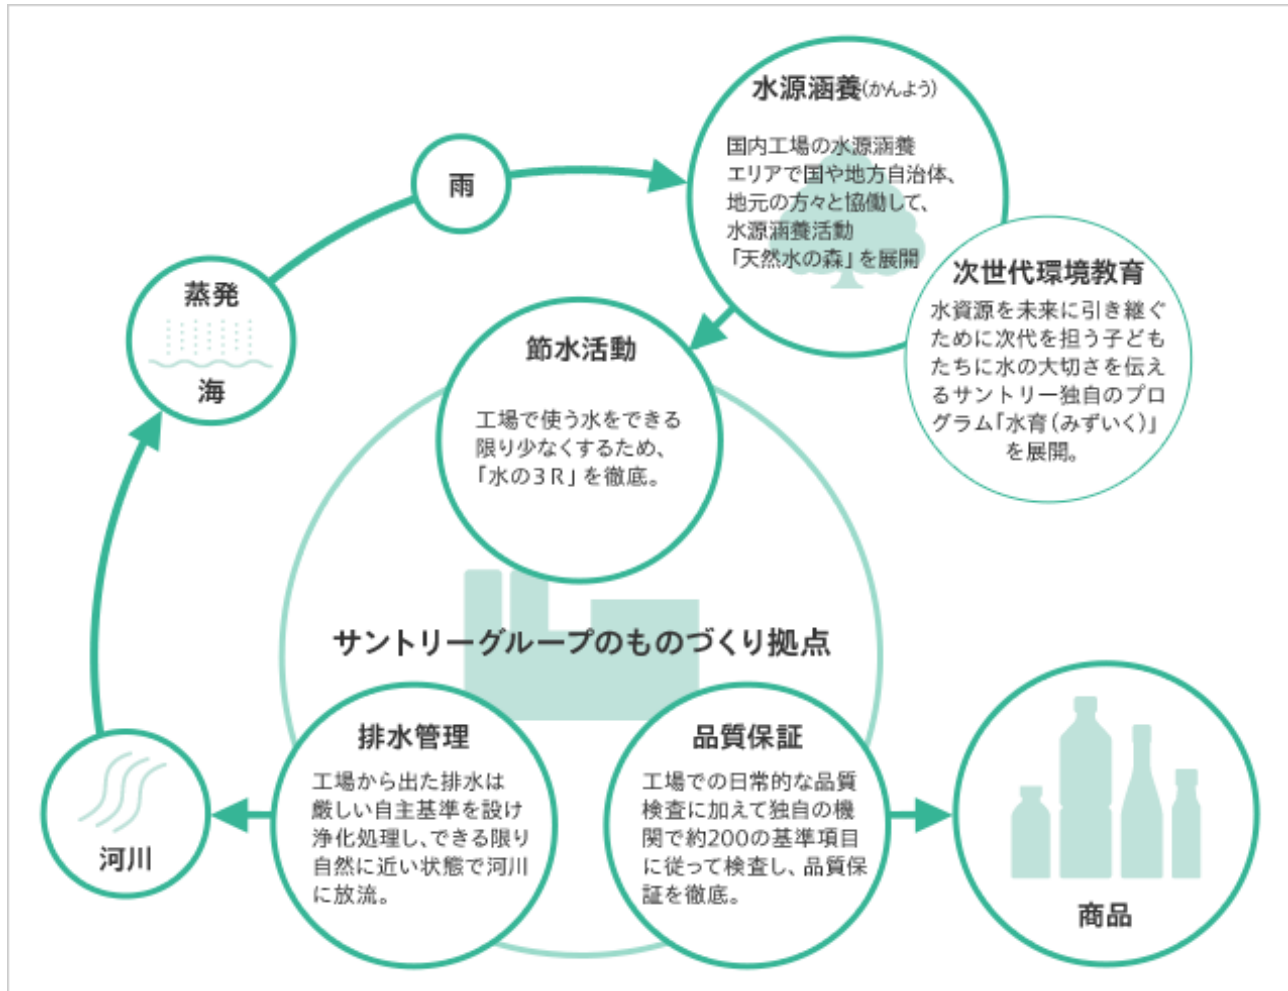 水源涵養(かんよう)
国内工場の水源涵養
エリアで国や地方自治体、
地元の方々と協働して、
水源涵養活動
「天然水の森」を展開
雨
次世代環境教育
水資源を未来に引き継ぐ
ために次代を担う子ども
たちに水の大切さを伝え
るサントリー独自のプロ
グラム「水育(みずいく)」
を展開。
蒸発
海
節水活動
工場で使う水をできる
限り少なくするため、
「水の3R」を徹底。
サントリーグループのものづくり拠点
排水管理
工場から出た排水は
厳しい自主基準を設け
浄化処理し、できる限り
自然に近い状態で河川
に放流。
品質保証
工場での日常的な品質
検査に加えて独自の機
関で約200の基準項目
に従って検査し、品質保
証を徹底。
河川
商品